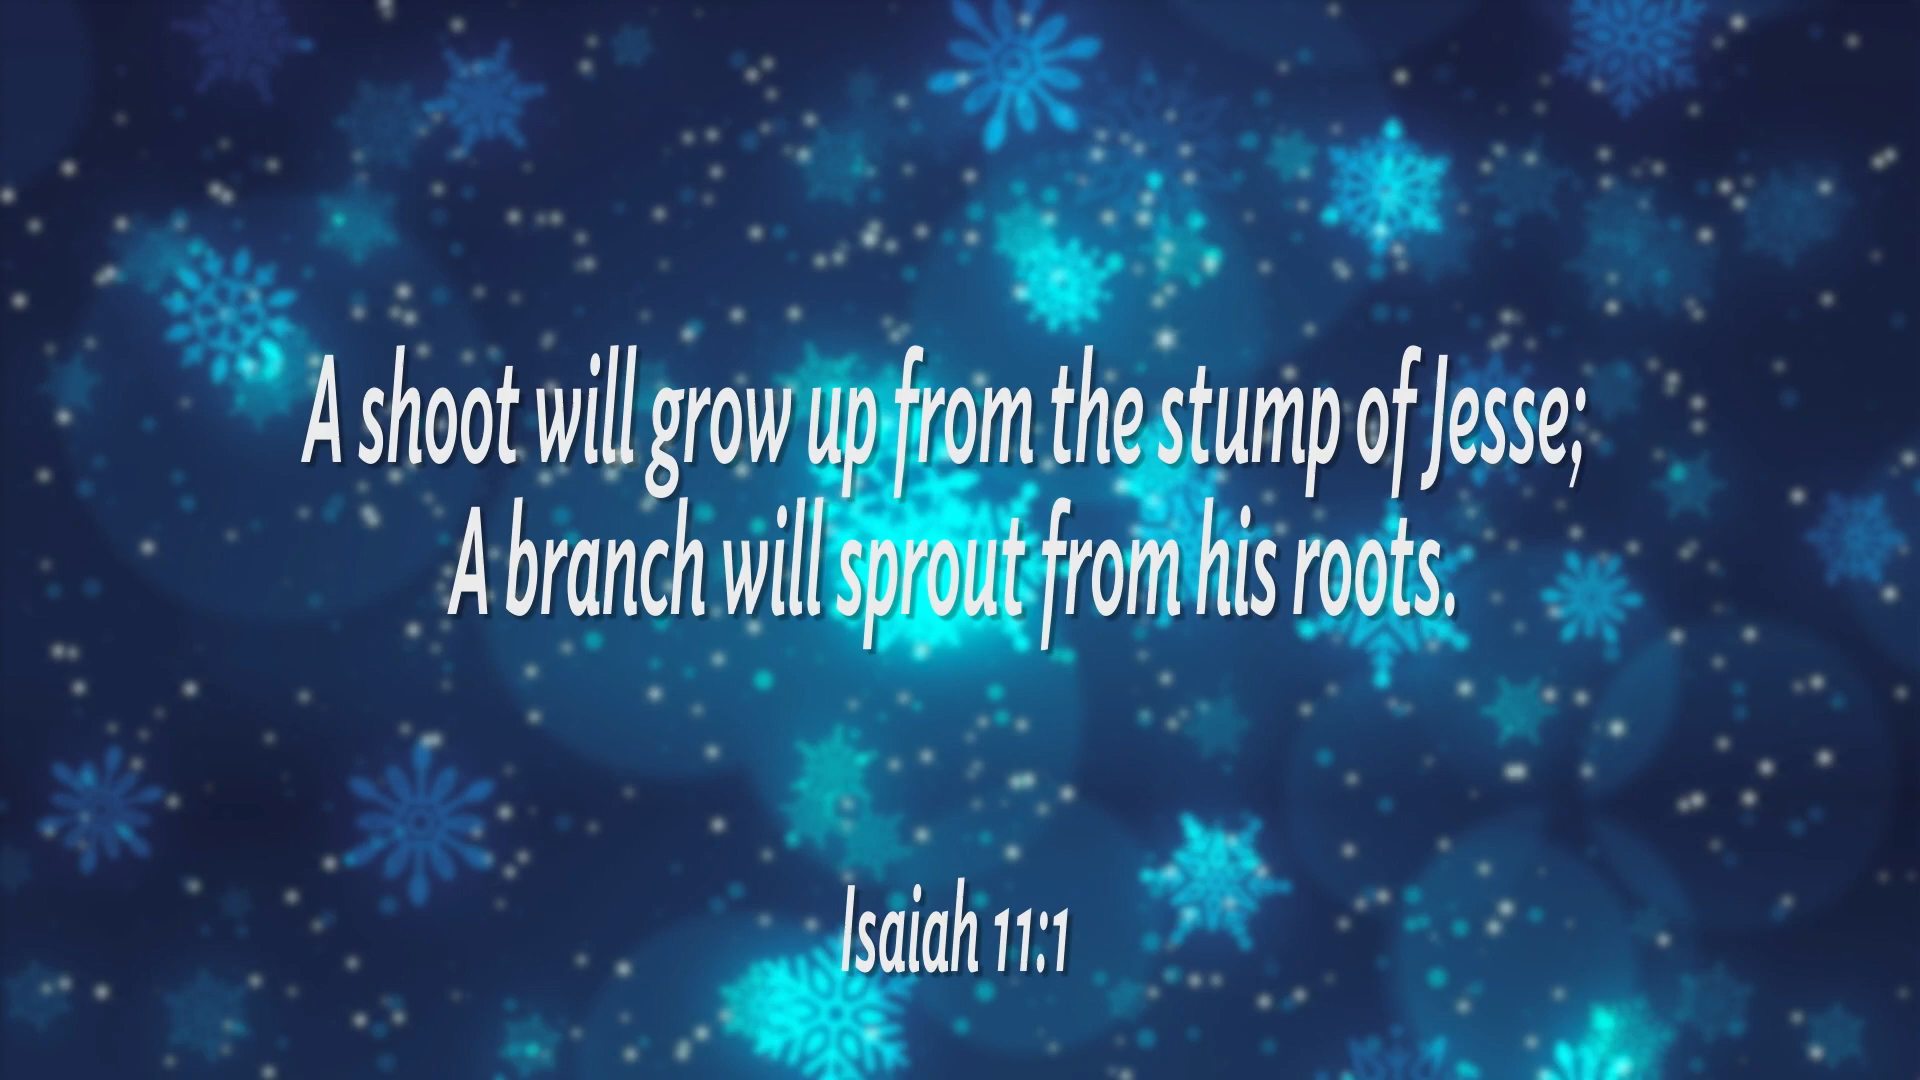 A shoot will grow up from the stump of Jesse;
A branch will sprout from his roots.
Isaiah 11:1